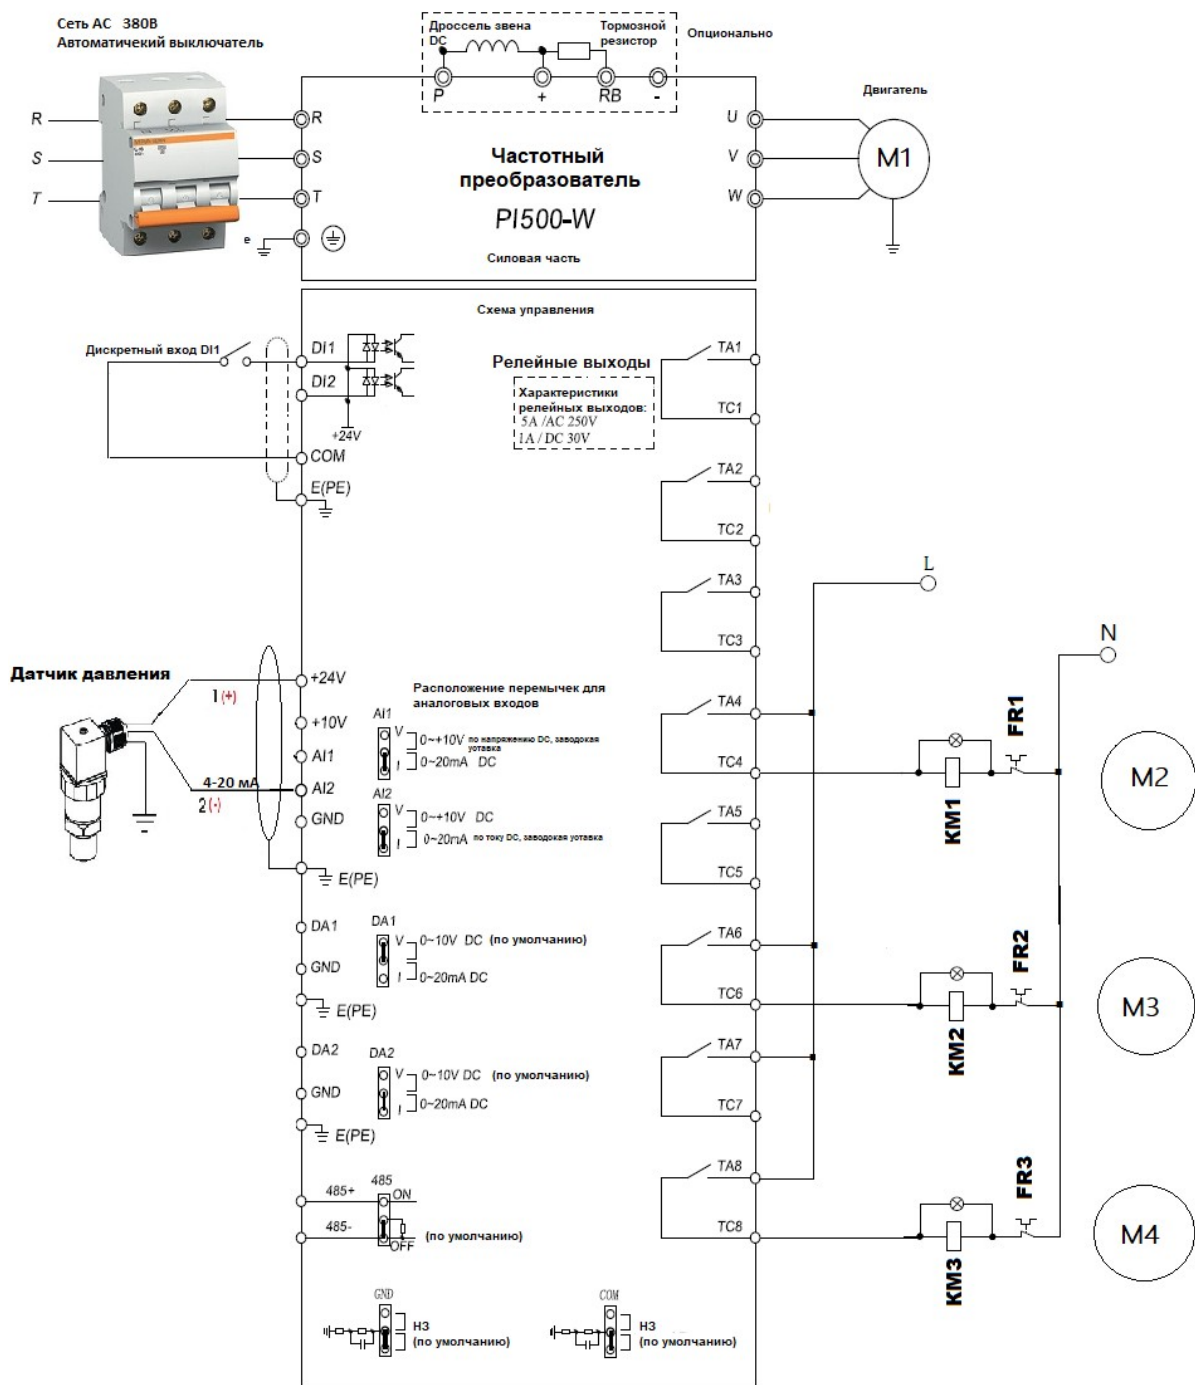 Сеть AC 380В
Автоматичекий выключатель
Дроссель звена
DC
Тормозной
резистор
Опционально
P
+
RB
-
Двигатель
R
S
T
R
S
T
e
U
V
W
M1
Частотный
преобразователь
PI500-W
Силовая часть
Схема управления
Дискретный вход DI1
DI1
DI2
+24V
COM
E(PE)
Релейные выходы
Характеристики
релейных выходов:
5A /AC 250V
1A / DC 30V
TA1
TC1
TA2
TC2
TA3
TC3
L
N
Датчик давления
1 (+)
4-20 мА
2 (-)
+24V
+10V
AI1
AI2
GND
E(PE)
Расположение перемычек для
аналоговых входов
AI1
V
0~+10V по напряжению DC, заводокая
уотавка
I
0~20mA DC
AI2
V
0~+10V DC
I
0~20mA по току DC, заводокая уотавка
TA4
TC4
KM1
FR1
M2
TA5
TC5
DA1
GND
E(PE)
DA1
V
0~10V DC (по умолчанию)
I
0~20mA DC
TA6
TC6
KM2
FR2
M3
DA2
GND
E(PE)
DA2
V
0~10V DC (по умолчанию)
I
0~20mA DC
TA7
TC7
485+
485-
485
ON
OFF
(по умолчанию)
TA8
TC8
KM3
FR3
M4
GND
НЗ
(по умолчанию)
COM
НЗ
(по умолчанию)